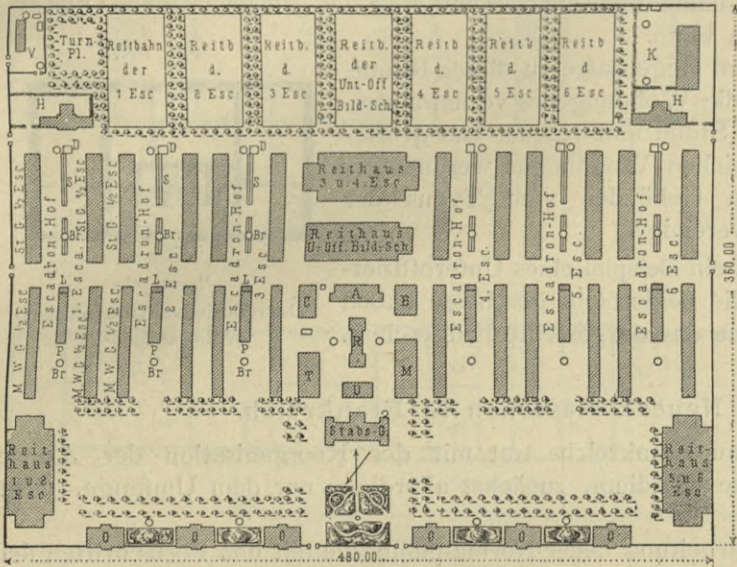 V
Turn
Pl.
Reitbahn
der
1 Esc
Reitb
d.
2 Esc
Reitb.
d.
3 Esc
Reitb.
der
Unt-Off
Bild-Sch.
Reitb
d.
4 Esc
Reitb
d.
5 Esc
Reitb
d.
6 Esc
K
H
H
D
D
D
S
S
S
St. G. ½ Esc
Escadron-Hof
1. Esca.
St. G. ½ Esc
St. G. ½ Esc
Escadron-Hof
2 Esc
Escadron-Hof
3 Esc
Br
Br
Reithaus
3 u. 4. Esc
Reithaus
U-Off. Bild-Sch.
Escadron-Hof
4. Esc.
Escadron-Hof
5 Esc
Escadron-Hof
6 Esc
L
L
L
M W G ½ Esc
M W G ½ Esc
M W G ½ Esc
P
Br
P
Br
P
Br
C
A
B
R
T
U
M
Stabs-G.
Reit-
haus
1 u 2.
Esc
Reit-
haus
5. u 6.
Esc
O
O
O
O
O
O
480.00
360.00